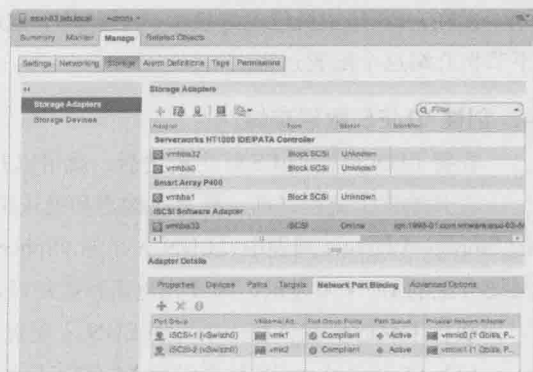 esxi-03.lab.local Actions
Summary Monitor Manage Related Objects
Settings Networking Storage Alarm Definitions Tags Permissions
Storage Adapters
Storage Devices
Storage Adapters
Filter
Adapter Type Status Identifier
Serverworks HT1000 IDE/PATA Controller
vmhba32 Block SCSI Unknown
vmhba0 Block SCSI Unknown
Smart Array P400
vmhba1 Block SCSI Unknown
iSCSI Software Adapter
vmhba33 iSCSI Online
Adapter Details
Properties Devices Paths Targets Network Port Binding Advanced Options
Port Group VMkernel Ad... Port Group Policy Path Status Physical Network Adapter
iSCSI-1 (vSwitch0) vmk1 Compliant Active vmnic0 (1 Gbit/s, P...
iSCSI-2 (vSwitch0) vmk2 Compliant Active vmnic1 (1 Gbit/s, P...